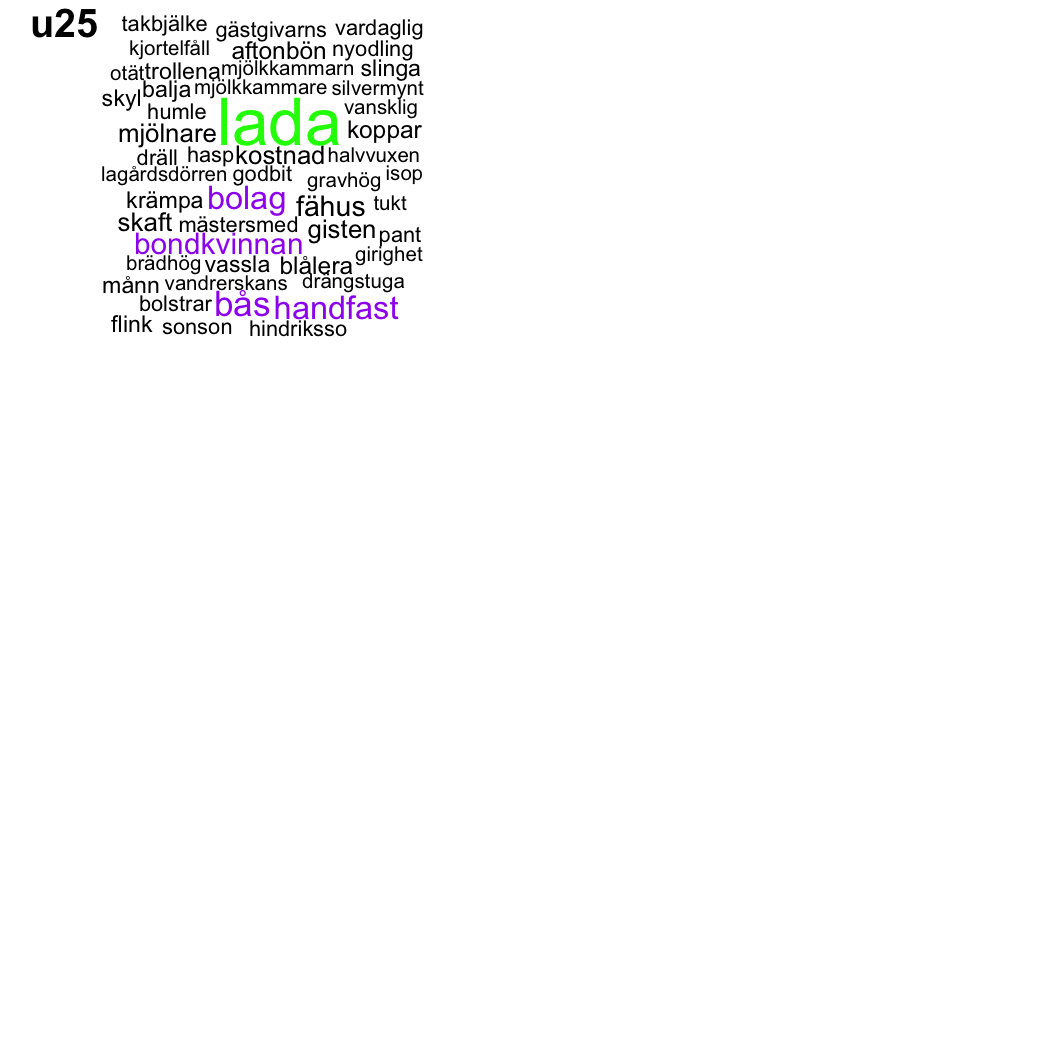 u25
takbjälke gästgivarns vardaglig
kjortelfåll aftonbön nyodling
otät trollena mjölkkammarn slinga
skyl balja mjölkkammare silvermynt
humle lada vansklig
mjölnare koppar
dräll hasp kostnad halvvuxen
lagårdsdörren godbit gravhög isop
krämpa bolag fähus tukt
skaft mästersmed gisten pant
bondkvinnan girighet
brädhög vassla blålera
månn vandrerskans drängstuga
bolstrar bås handfast
flink sonson hindriksso